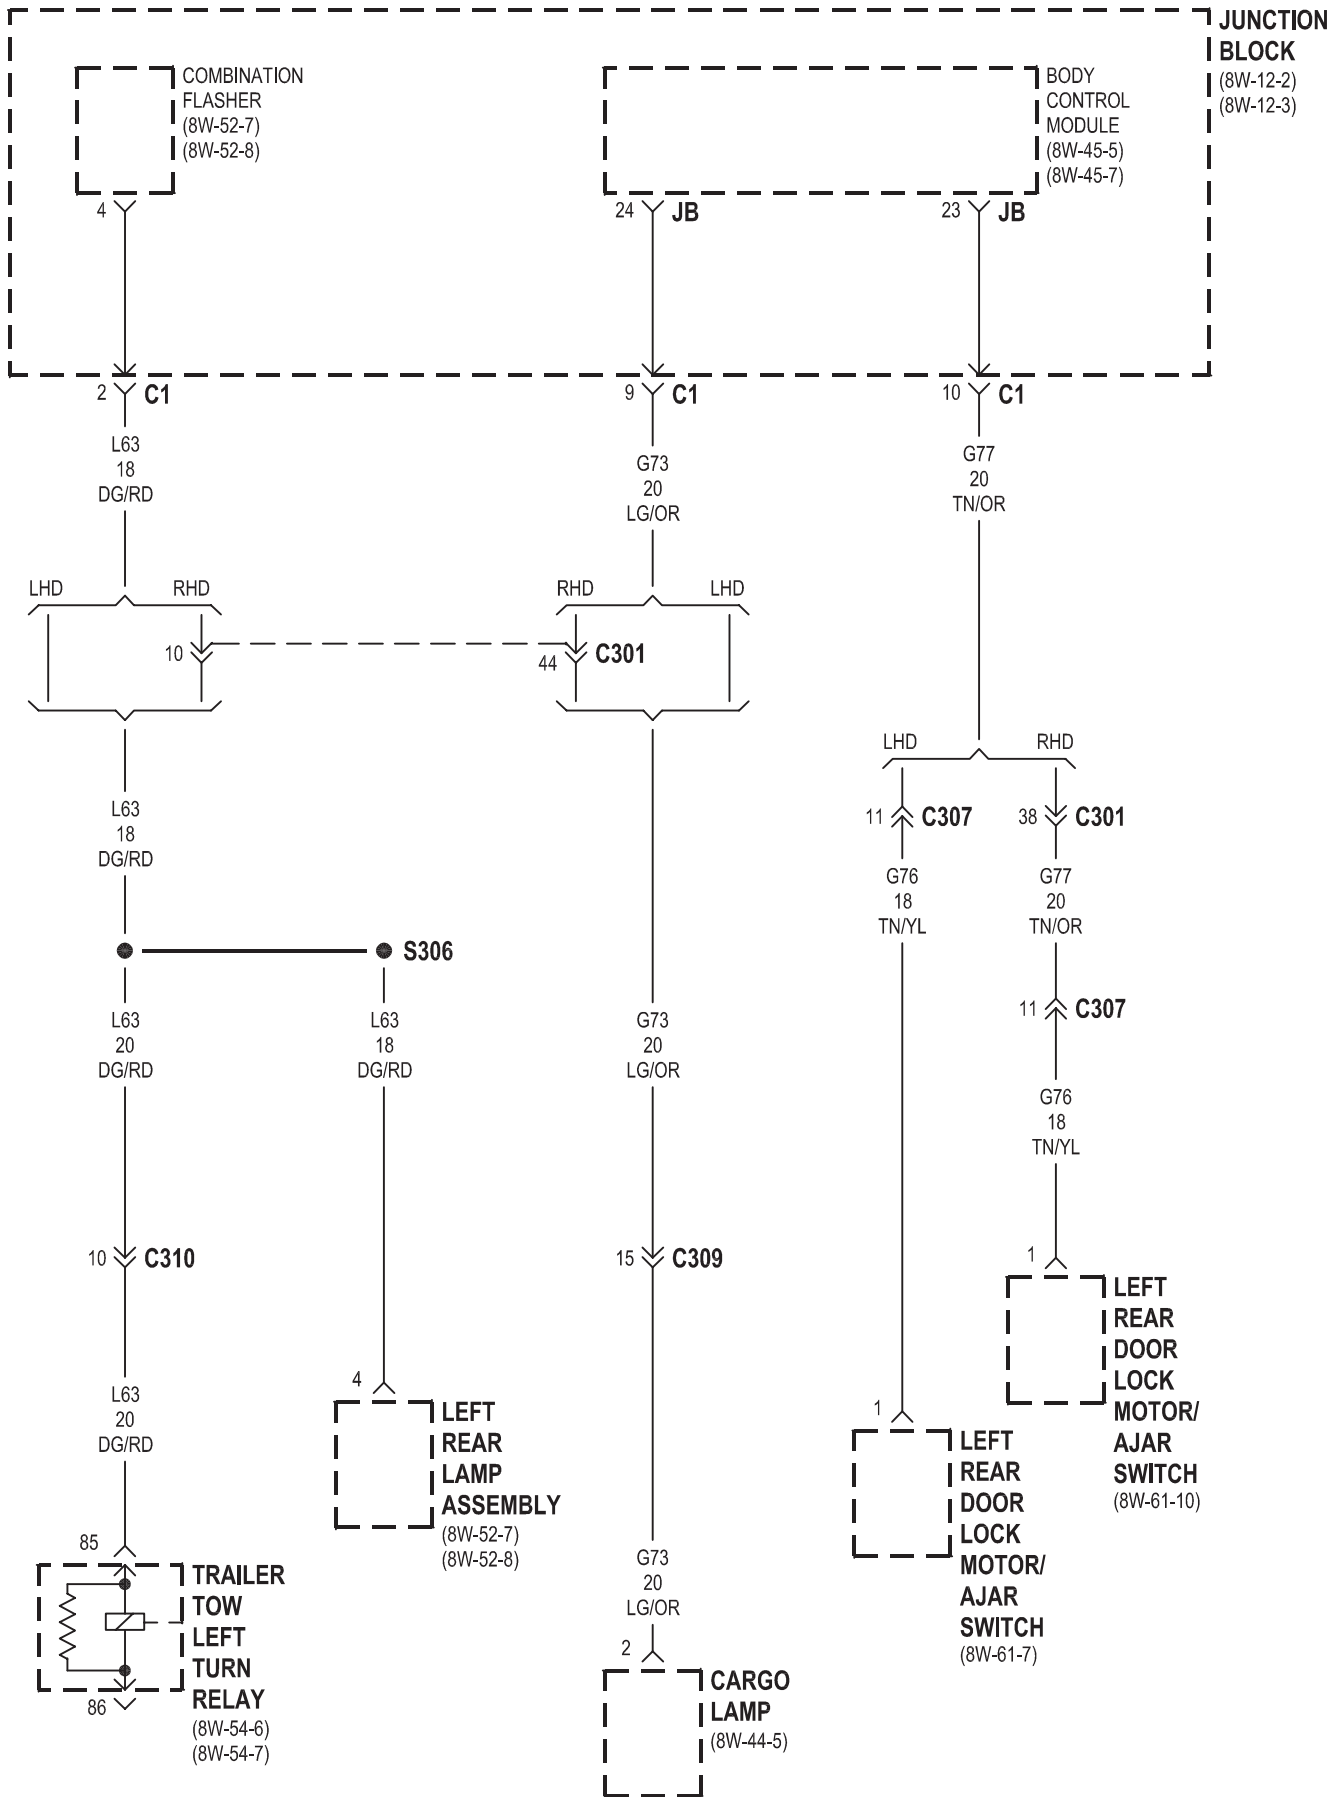 JUNCTION
BLOCK
(8W-12-2)
(8W-12-3)
COMBINATION
FLASHER
(8W-52-7)
(8W-52-8)
BODY
CONTROL
MODULE
(8W-45-5)
(8W-45-7)
4
24 JB
23 JB
2 C1
9 C1
10 C1
L63
18
DG/RD
G73
20
LG/OR
G77
20
TN/OR
LHD RHD
RHD LHD
10
44 C301
LHD RHD
11 C307
38 C301
L63
18
DG/RD
G76
18
TN/YL
G77
20
TN/OR
S306
11 C307
L63
20
DG/RD
L63
18
DG/RD
G73
20
LG/OR
G76
18
TN/YL
10 C310
15 C309
1
LEFT
REAR
DOOR
LOCK
MOTOR/
AJAR
SWITCH
(8W-61-10)
L63
20
DG/RD
4
LEFT
REAR
LAMP
ASSEMBLY
(8W-52-7)
(8W-52-8)
1
LEFT
REAR
DOOR
LOCK
MOTOR/
AJAR
SWITCH
(8W-61-7)
85
TRAILER
TOW
LEFT
TURN
RELAY
(8W-54-6)
(8W-54-7)
86
G73
20
LG/OR
2
CARGO
LAMP
(8W-44-5)